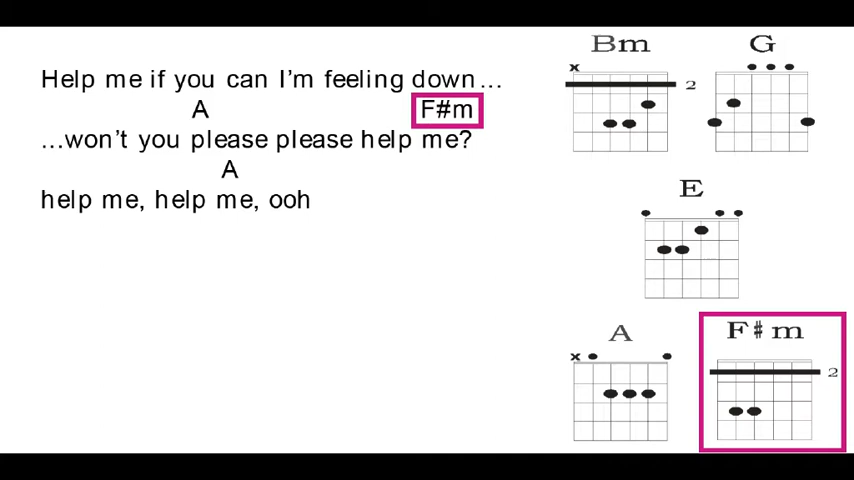 Help me if you can I'm feeling down...
A F#m
...won't you please please help me?
A
help me, help me, ooh
Bm G
x 2
E
A F♯m
x 2